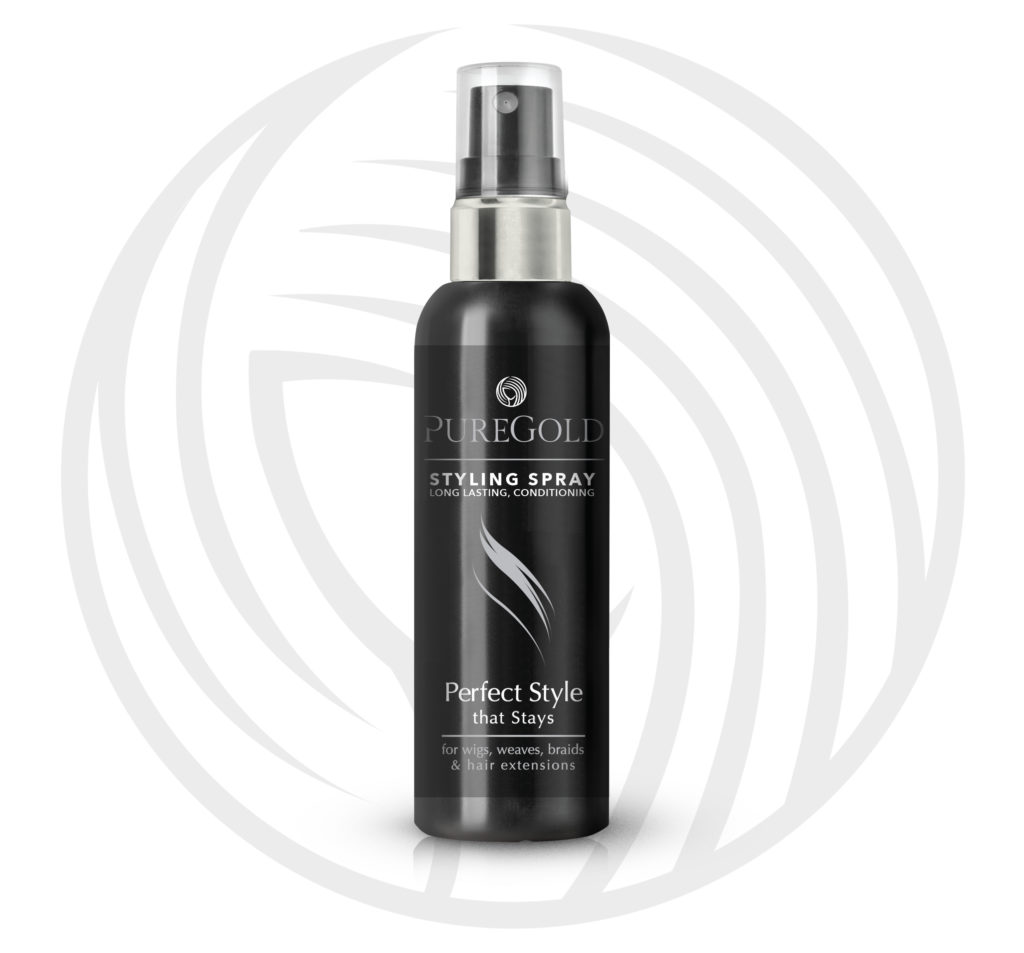 PUREGOLD
STYLING SPRAY
LONG LASTING, CONDITIONING
Perfect Style
that Stays
for wigs, weaves, braids
& hair extensions